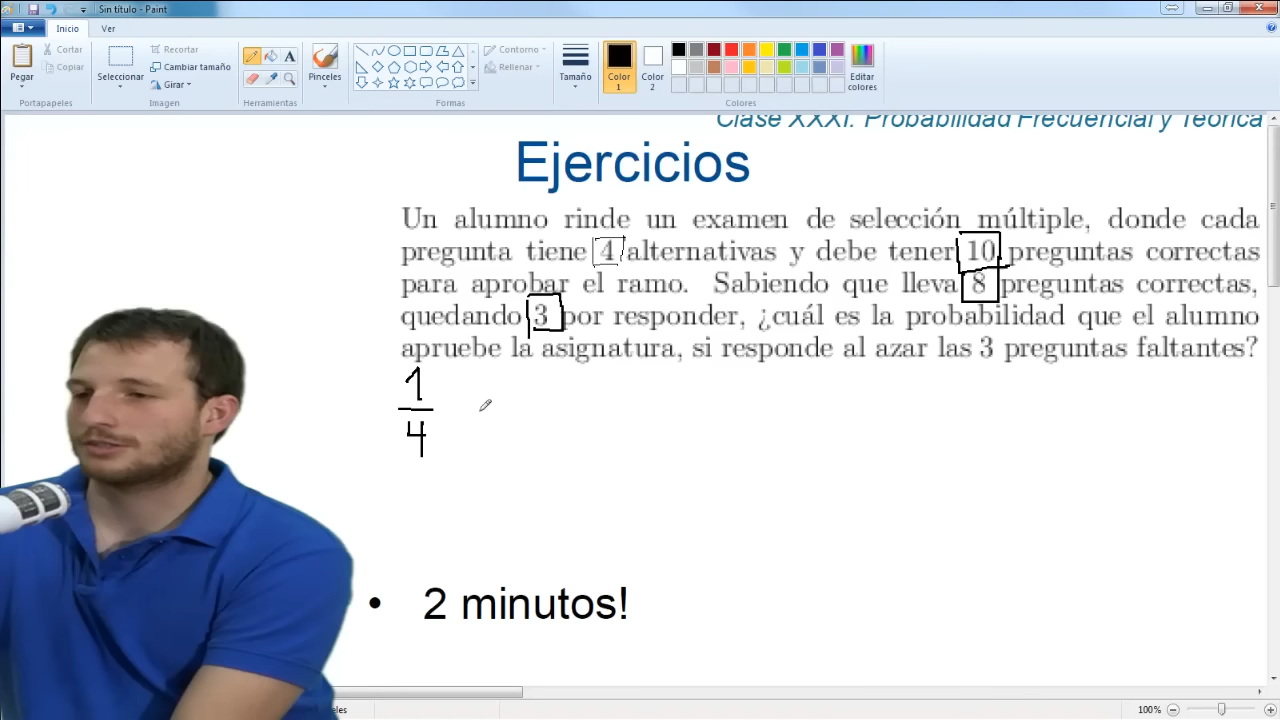 Sin título - Paint
Inicio Ver
Pegar
Cortar
Copiar
Portapapeles
Seleccionar
Recortar
Cambiar tamaño
Girar
Imagen
A
Herramientas
Pinceles
Contorno
Rellenar
Formas
Tamaño
Color 1
Color 2
Editar colores
Colores
Clase XXXI. Probabilidad Frecuencial y Teórica
Ejercicios
Un alumno rinde un examen de selección múltiple, donde cada
pregunta tiene 4 alternativas y debe tener 10 preguntas correctas
para aprobar el ramo. Sabiendo que lleva 8 preguntas correctas,
quedando 3 por responder, ¿cuál es la probabilidad que el alumno
apruebe la asignatura, si responde al azar las 3 preguntas faltantes?
1
4
• 2 minutos!
100%